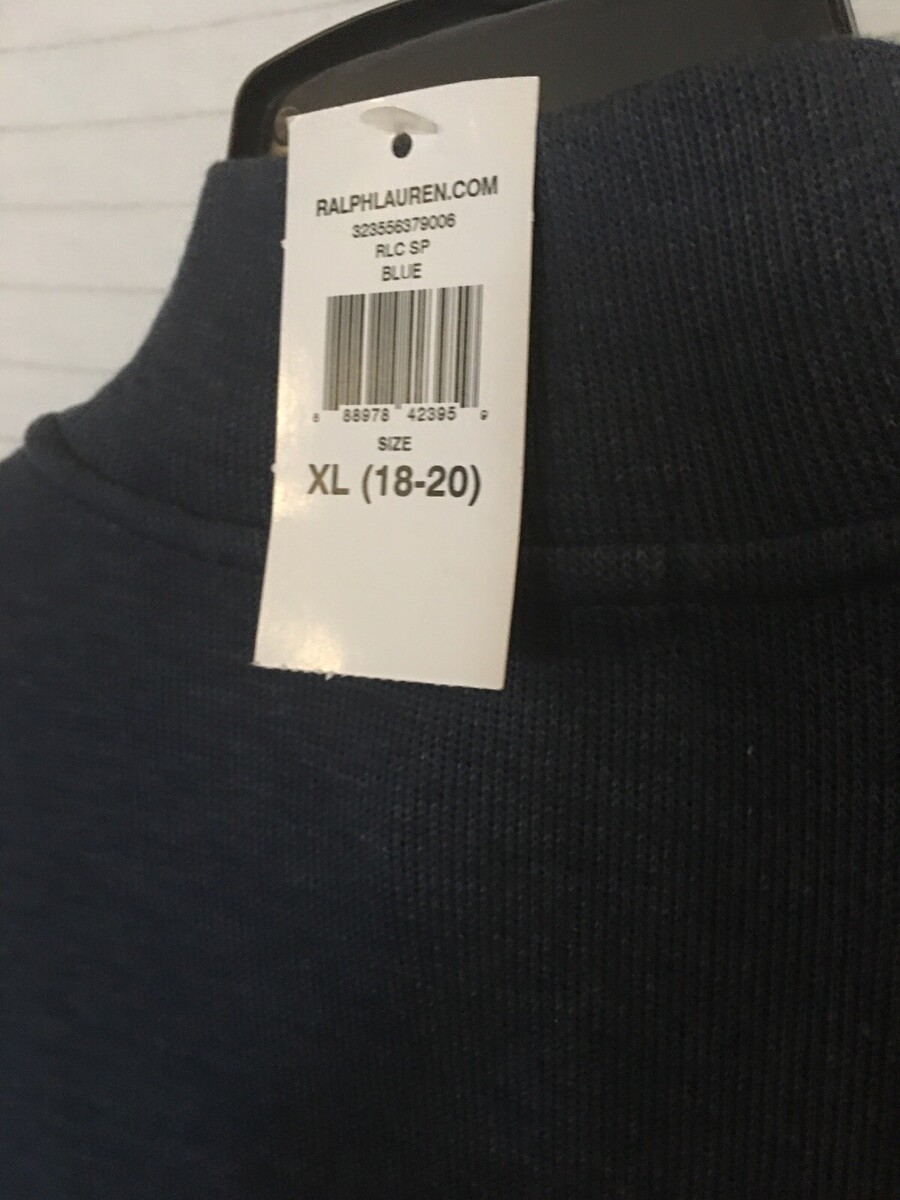 RALPHLAUREN.COM
323556379006
RLC SP
BLUE
8 88978 42395 9
SIZE
XL (18-20)